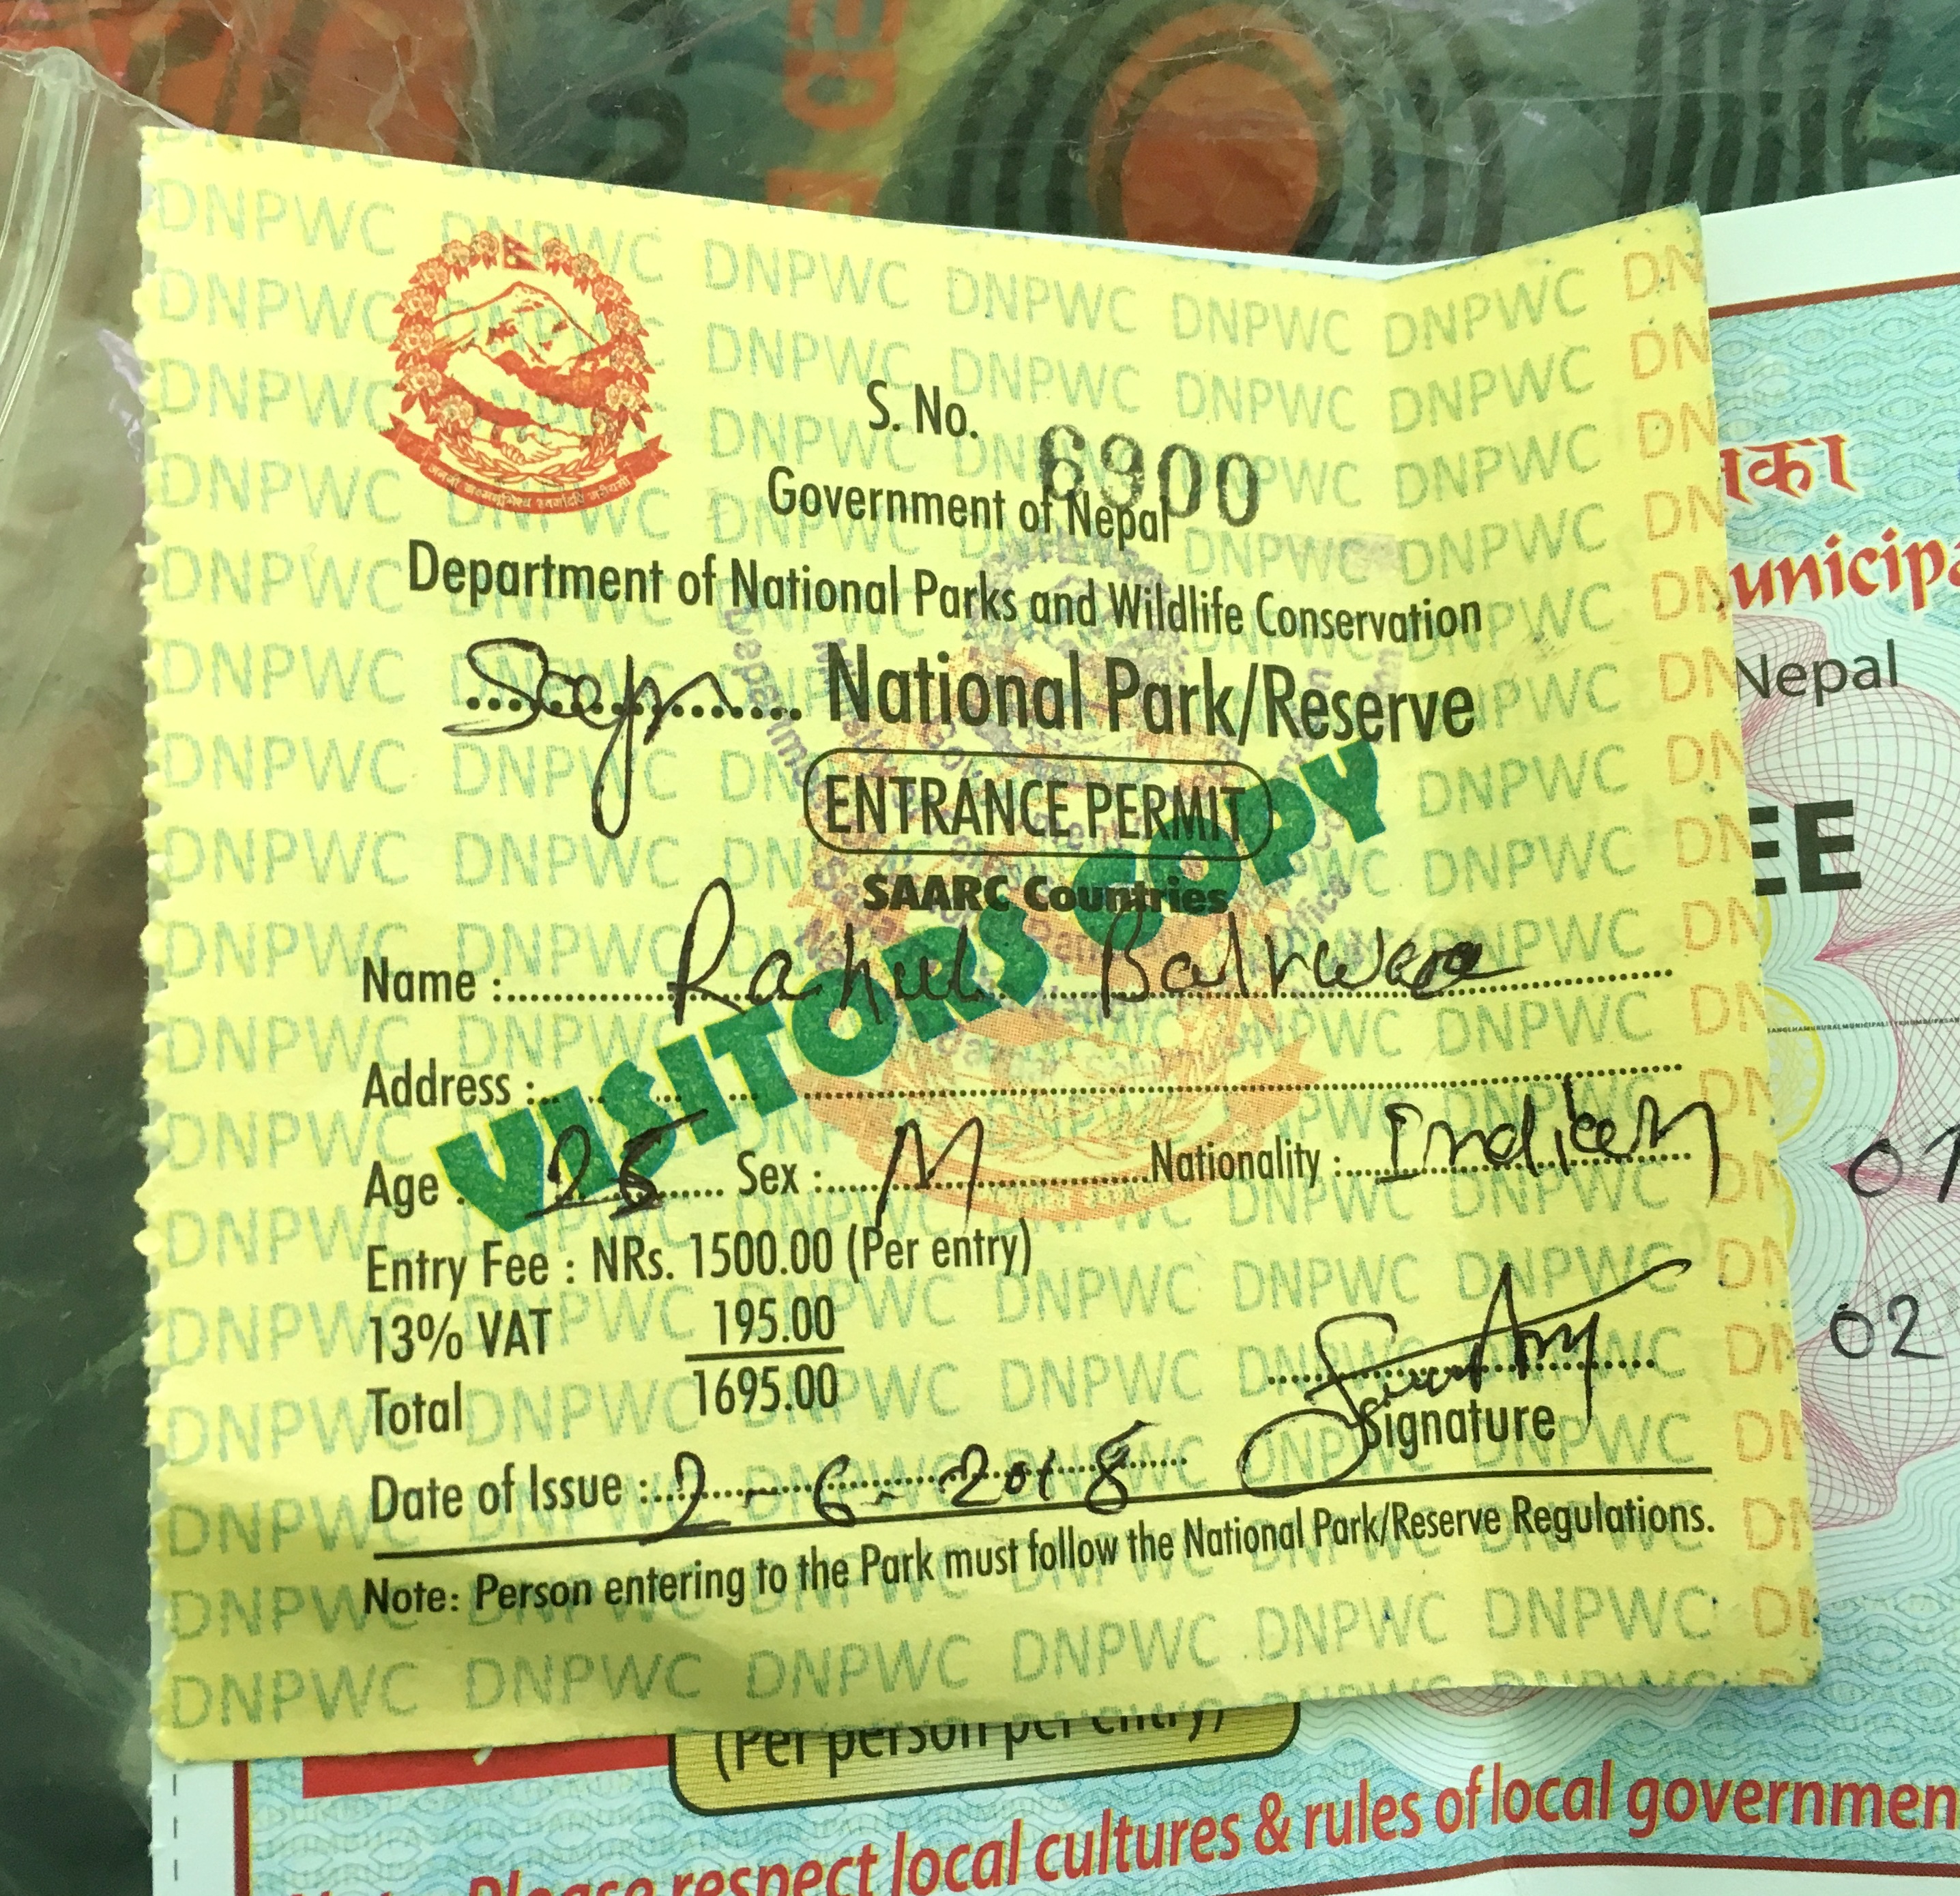 S. No. 6900
Government of Nepal
Department of National Parks and Wildlife Conservation
National Park/Reserve
ENTRANCE PERMIT
SAARC Countries
VISITORS COPY
Name : Rahul
Address :
Age : 25 Sex : M Nationality : Indian
Entry Fee : NRs. 1500.00 (Per entry)
13% VAT 195.00
Total 1695.00
Date of Issue : 2-6-2018
Signature
Note: Person entering to the Park must follow the National Park/Reserve Regulations.
Nepal
EE
02
(Per person per entry)
Please respect local cultures & rules of local governmen